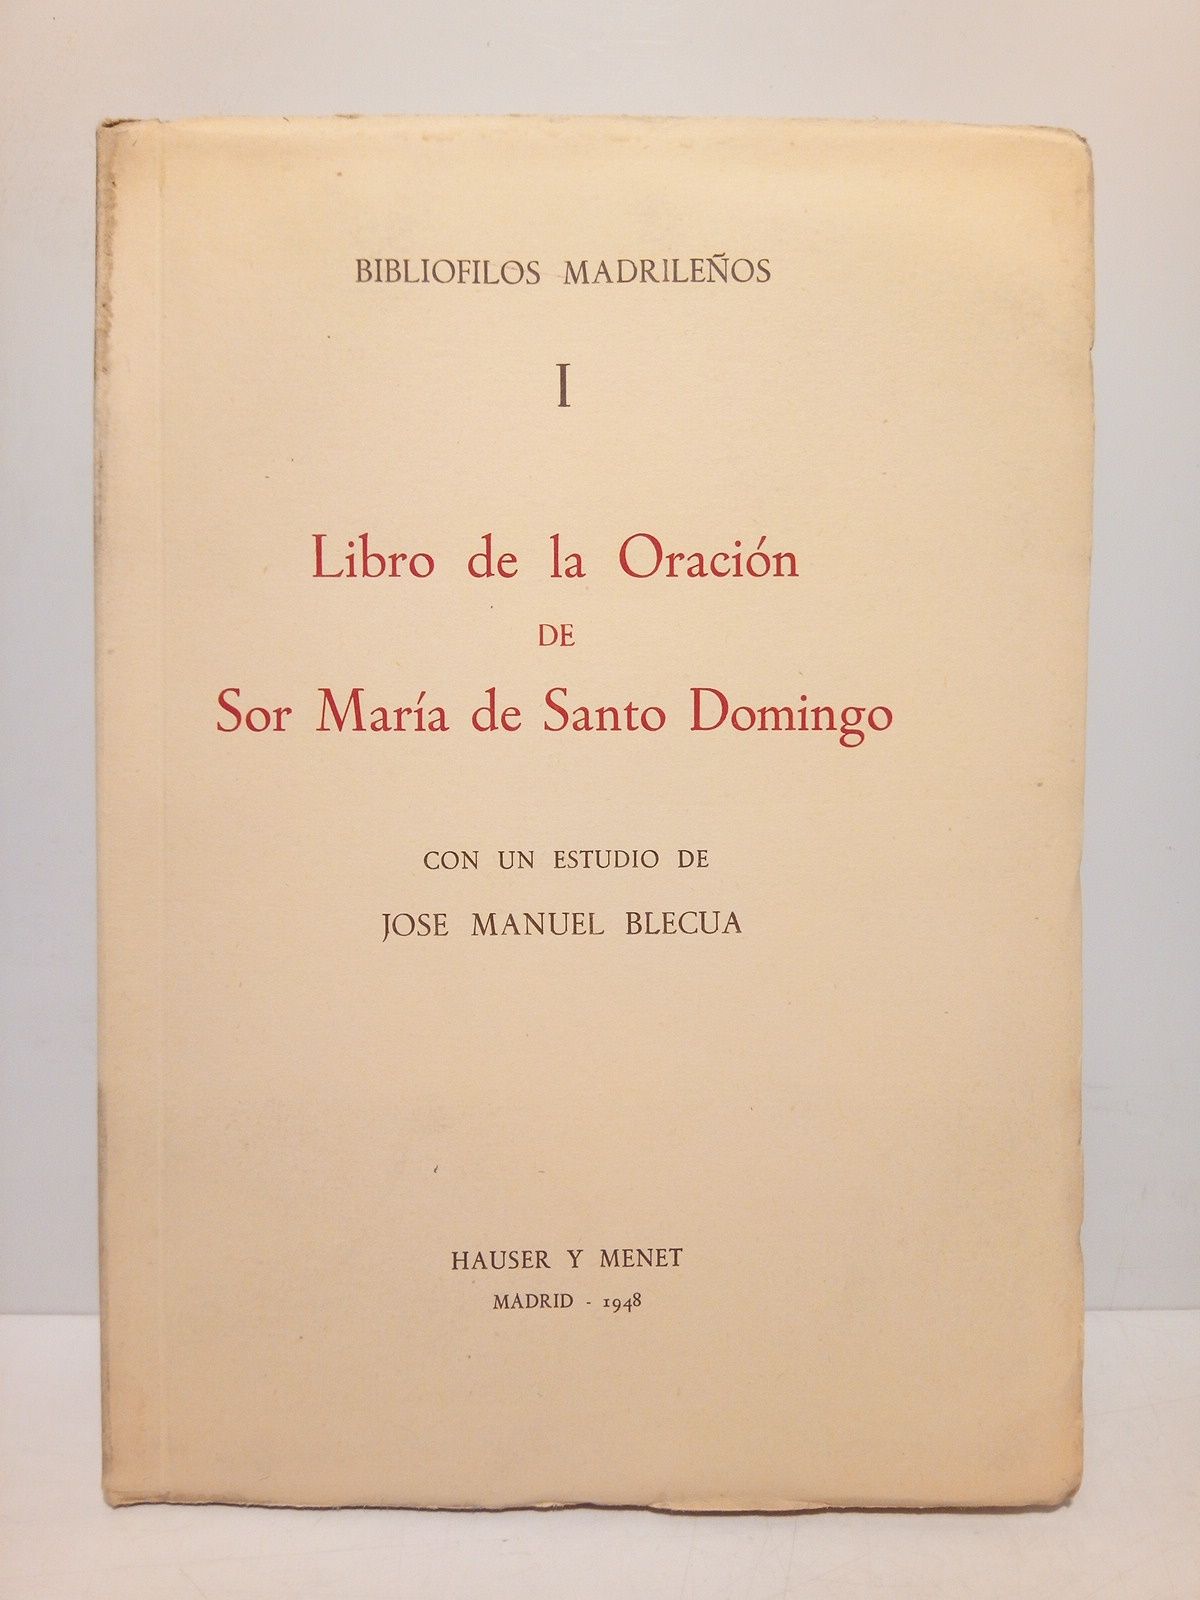 BIBLIOFILOS MADRILEÑOS
I
Libro de la Oración
DE
Sor María de Santo Domingo
CON UN ESTUDIO DE
JOSE MANUEL BLECUA
HAUSER Y MENET
MADRID - 1948